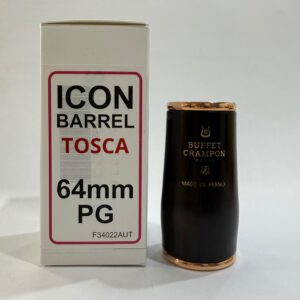 ICON
BARREL
TOSCA
64mm
PG
F34022AUT
BUFFET
CRAMPON
PARIS
MADE IN FRANCE